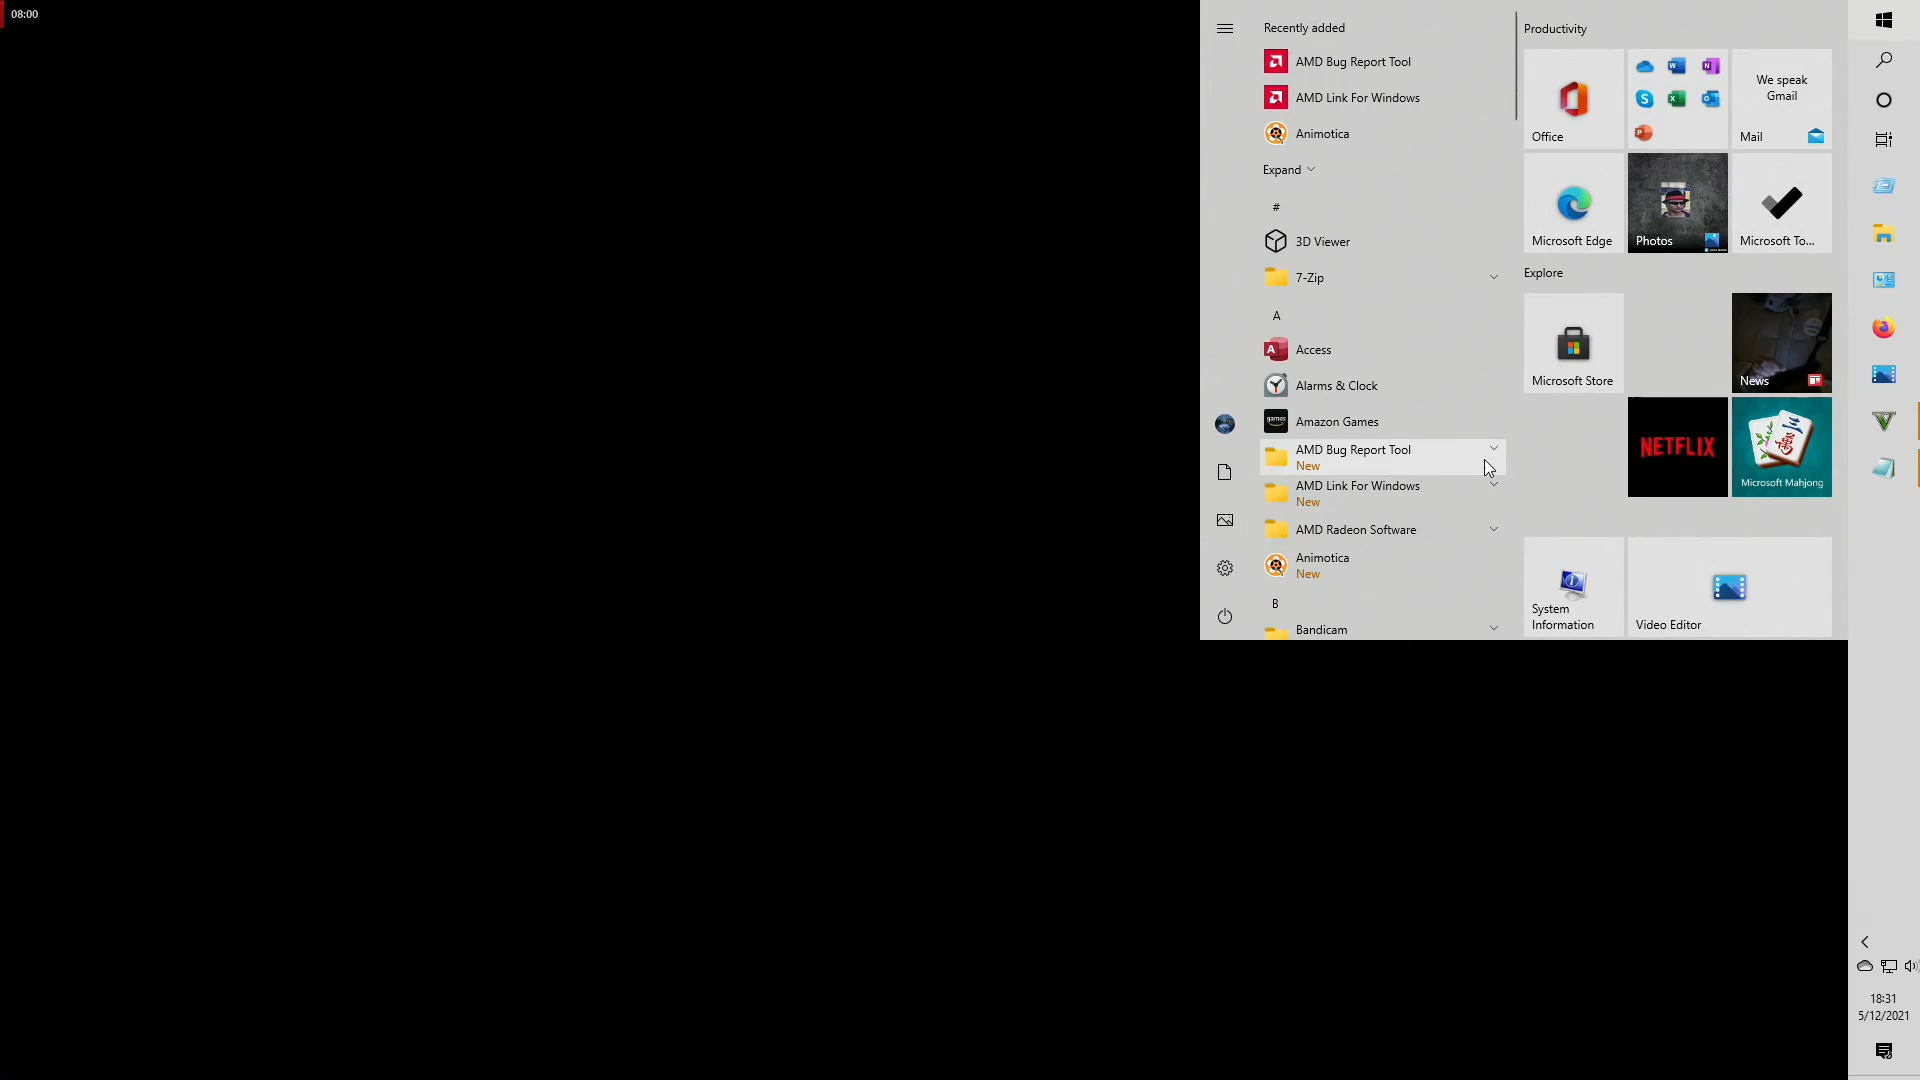 08:00
Recently added
AMD Bug Report Tool
AMD Link For Windows
Animotica
Expand
#
3D Viewer
7-Zip
A
Access
Alarms & Clock
Amazon Games
AMD Bug Report Tool
New
AMD Link For Windows
New
AMD Radeon Software
Animotica
New
B
Bandicam
Productivity
Office
We speak
Gmail
Mail
Microsoft Edge
Photos
Microsoft To...
Explore
Microsoft Store
News
NETFLIX
三
萬
Microsoft Mahjong
System
Information
Video Editor
18:31
5/12/2021